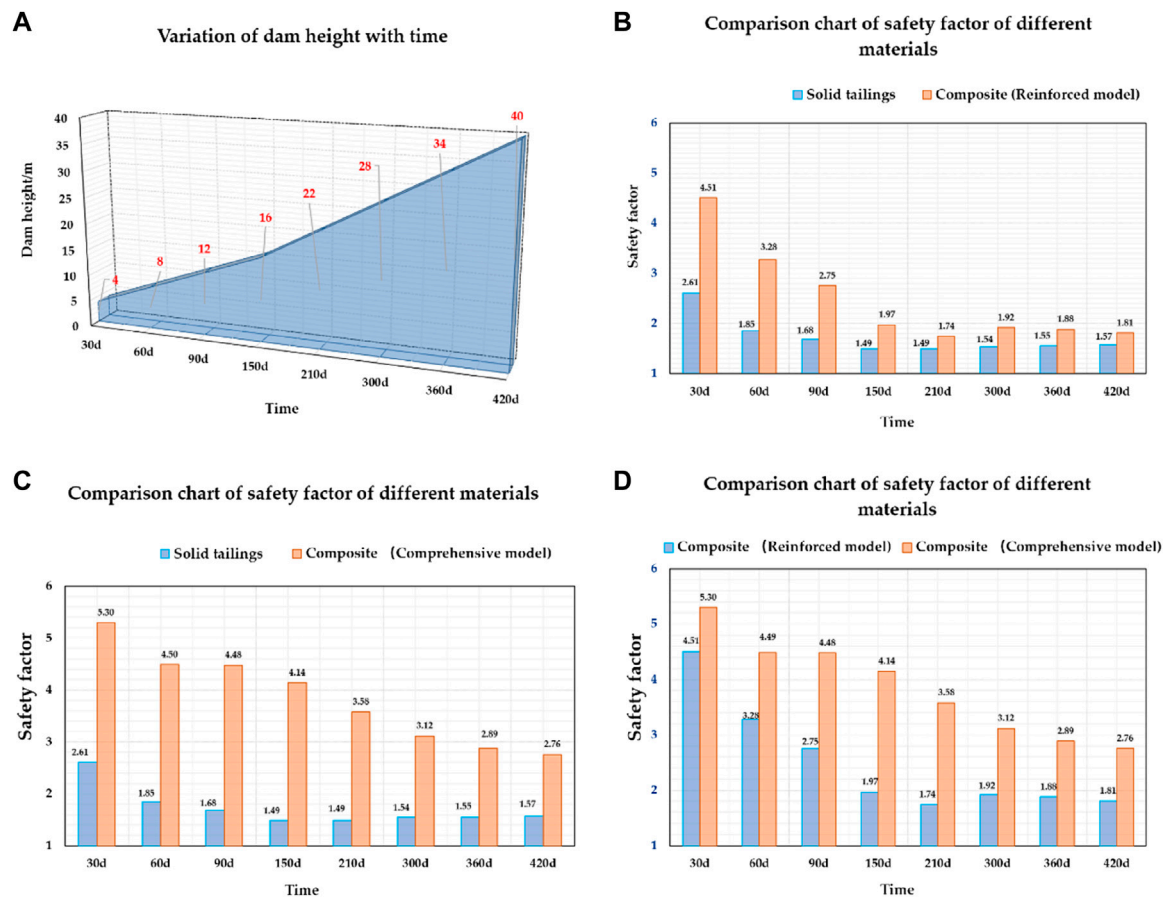 A
Variation of dam height with time
Dam height/m
40
35
30
25
20
15
10
5
0
4
8
12
16
22
28
34
40
30d
60d
90d
150d
210d
300d
360d
420d
Time
B
Comparison chart of safety factor of different
materials
Solid tailings
Composite (Reinforced model)
Safety factor
6
5
4
3
2
1
2.61
4.51
1.85
3.28
1.68
2.75
1.49
1.97
1.49
1.74
1.54
1.92
1.55
1.88
1.57
1.81
30d 60d 90d 150d 210d 300d 360d 420d
Time
C
Comparison chart of safety factor of different materials
Solid tailings
Composite (Comprehensive model)
Safety factor
6
5
4
3
2
1
2.61
5.30
1.85
4.50
1.68
4.48
1.49
4.14
1.49
3.58
1.54
3.12
1.55
2.89
1.57
2.76
30d 60d 90d 150d 210d 300d 360d 420d
Time
D
Comparison chart of safety factor of different
materials
Composite (Reinforced model)
Composite (Comprehensive model)
Safety factor
6
5
4
3
2
1
4.51
5.30
3.28
4.49
2.75
4.48
1.97
4.14
1.74
3.58
1.92
3.12
1.88
2.89
1.81
2.76
30d 60d 90d 150d 210d 300d 360d 420d
Time